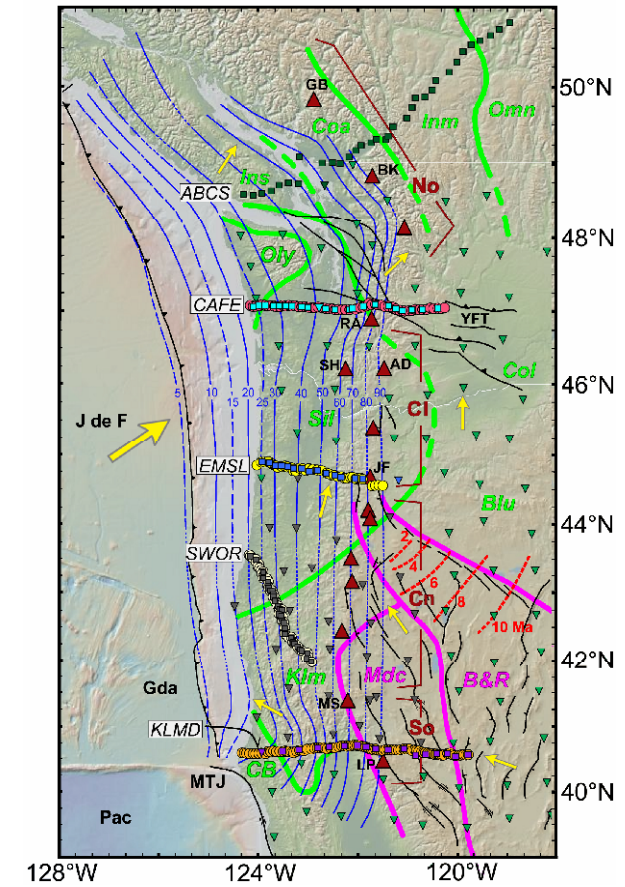 GB
50°N
Coa
Inm
Omn
BK
Ins
No
ABCS
48°N
Oly
CAFE
RA
YFT
SH
AD
Col
46°N
5 10 15 20 25 30 35 40 50 60 70 80 90
Sil
CI
J de F
EMSL
JF
Blu
44°N
SWOR
2
4
6
8
Cn
10 Ma
Klm
Mdc
B&R
42°N
Gda
MS
KLMD
So
CB
LP
MTJ
40°N
Pac
128°W
124°W
120°W